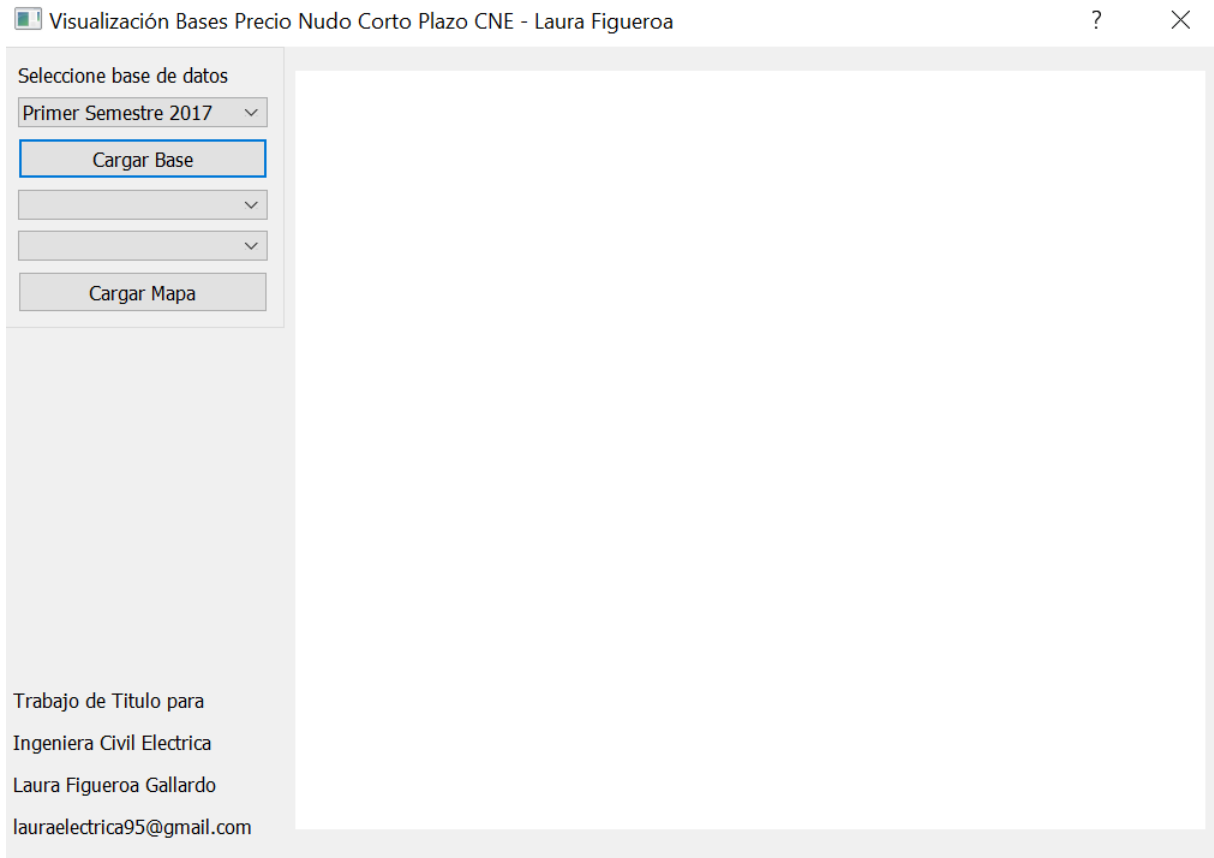 Visualización Bases Precio Nudo Corto Plazo CNE - Laura Figueroa
?
Seleccione base de datos
Primer Semestre 2017
Cargar Base
Cargar Mapa
Trabajo de Titulo para
Ingeniera Civil Electrica
Laura Figueroa Gallardo
lauraelectrica95@gmail.com